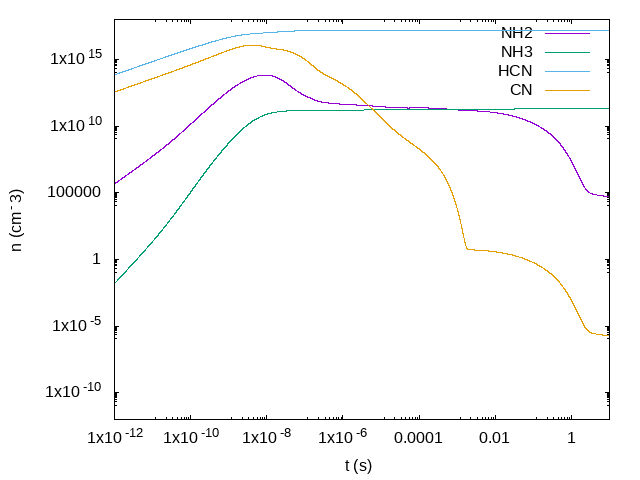 NH2
NH3
HCN
CN
1x10^15
1x10^10
100000
1
1x10^-5
1x10^-10
n (cm^-3)
1x10^-12 1x10^-10 1x10^-8 1x10^-6 0.0001 0.01 1
t (s)